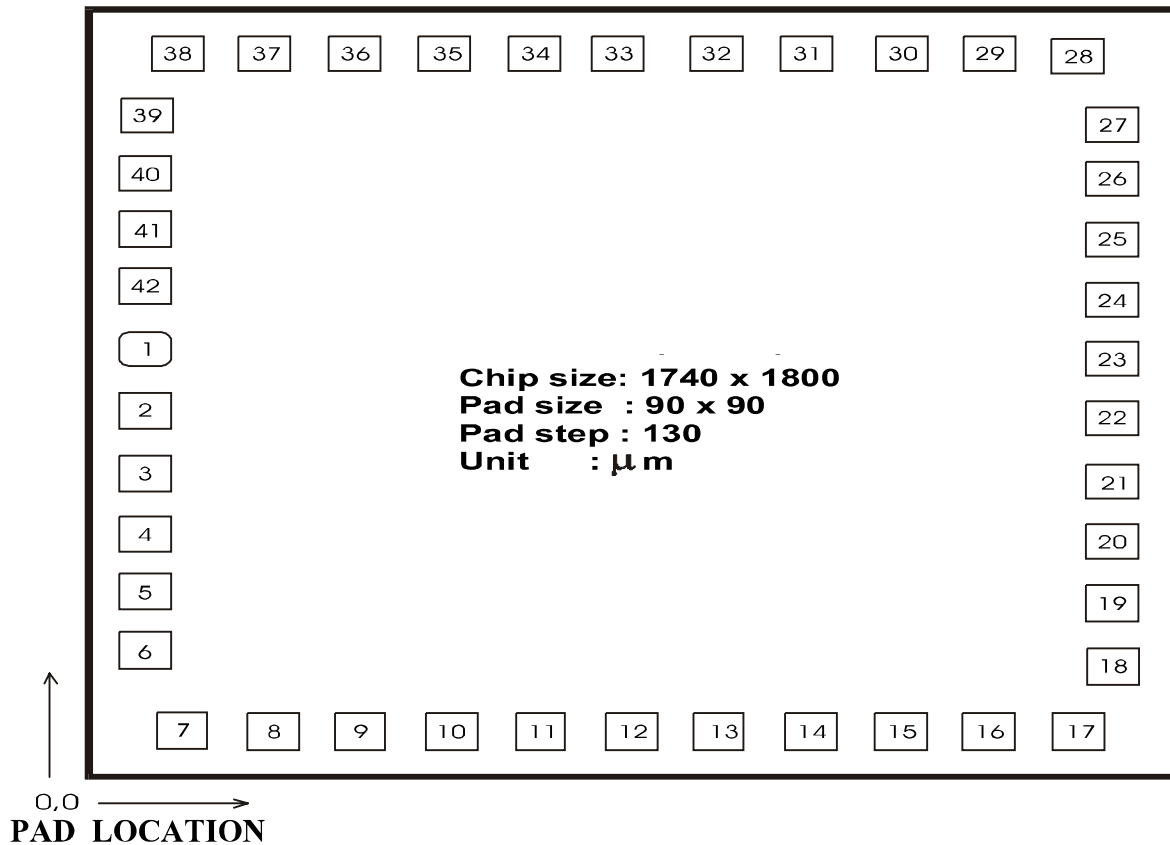 38 37 36 35 34 33 32 31 30 29 28
39 27
40 26
41 25
42 24
1 23
Chip size: 1740 x 1800
Pad size : 90 x 90
2 22
Pad step : 130
Unit : μm
3 21
4 20
5 19
6 18
7 8 9 10 11 12 13 14 15 16 17
0,0
PAD LOCATION